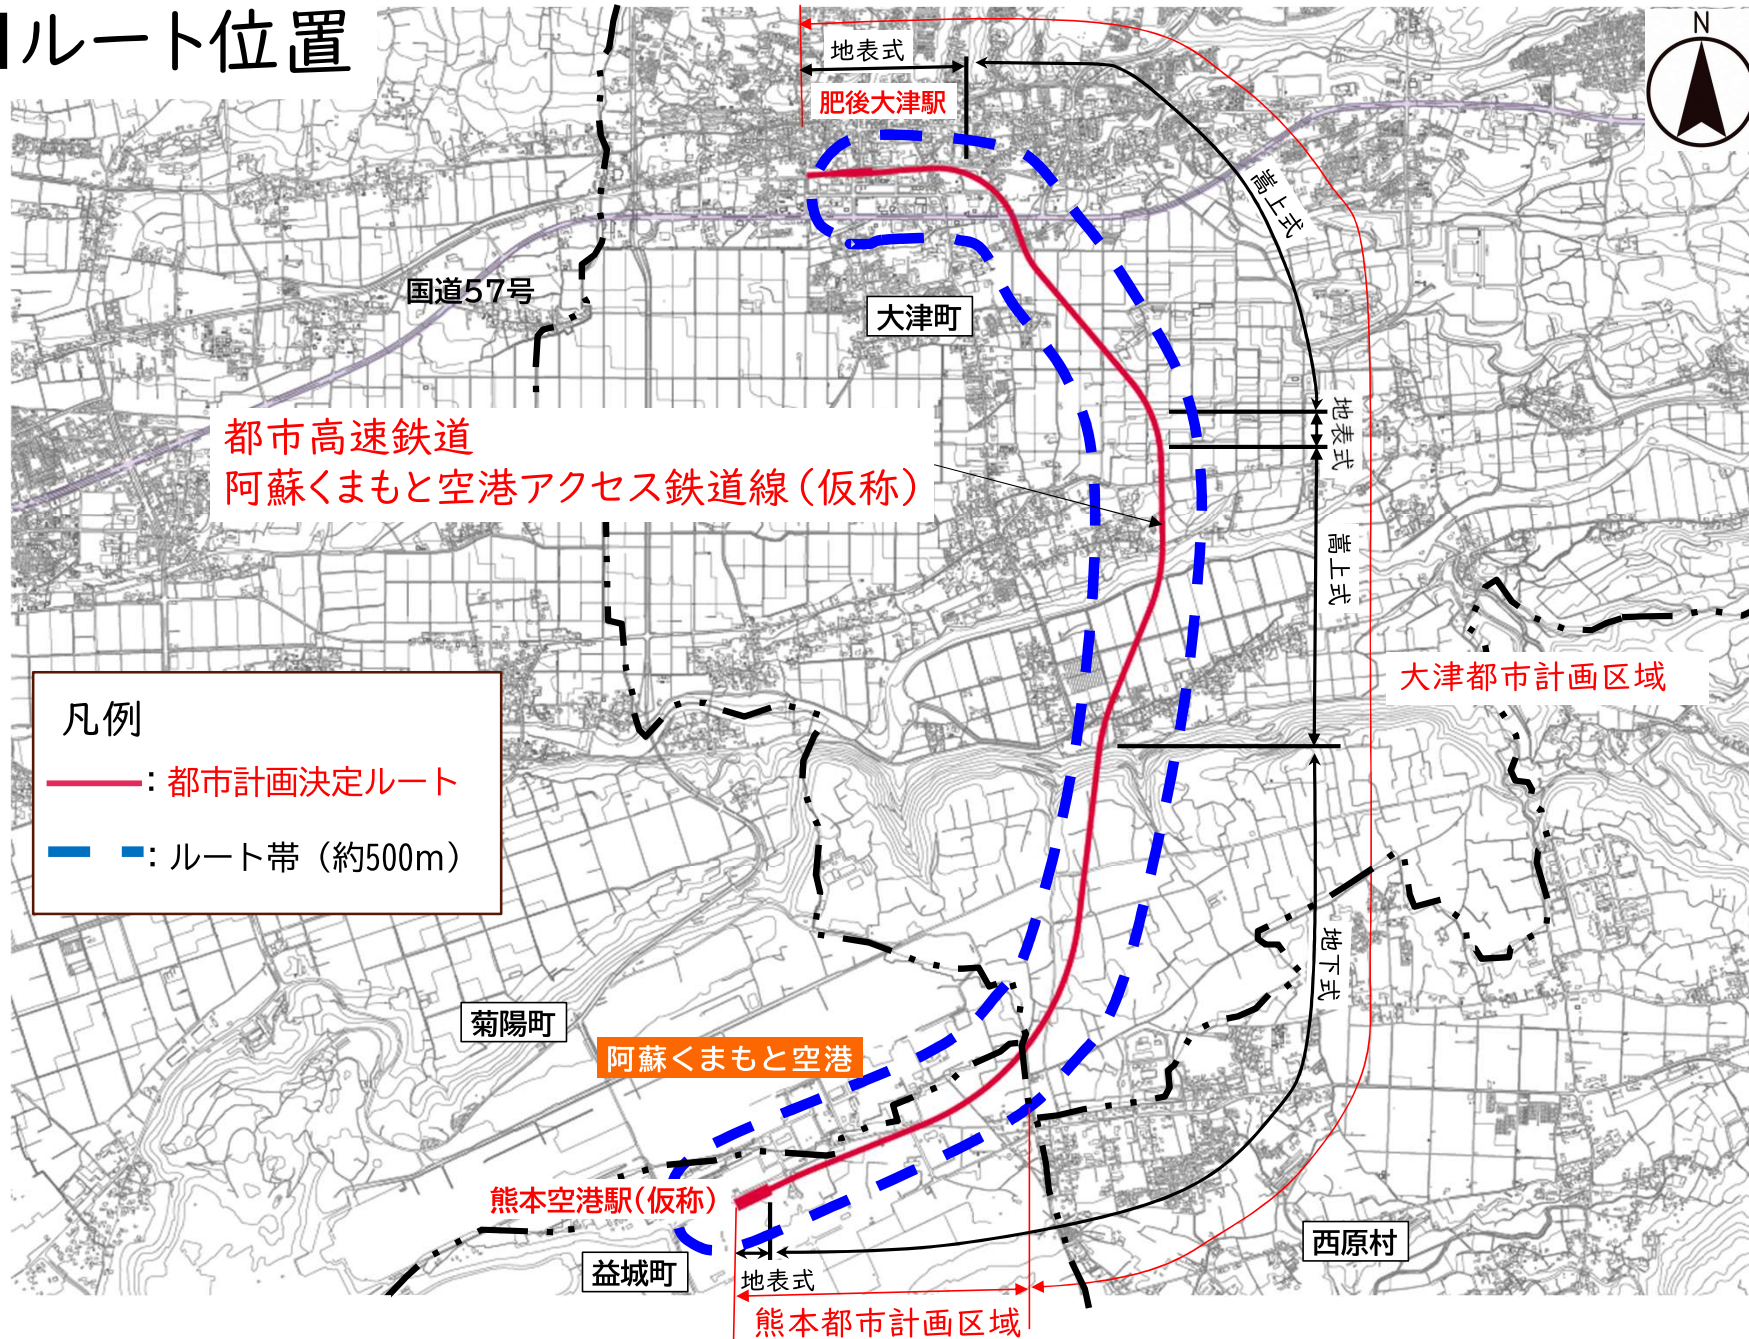 ルート位置
N
地表式
肥後大津駅
嵩上式
国道57号
大津町
地表式
都市高速鉄道
阿蘇くまもと空港アクセス鉄道線(仮称)
嵩上式
大津都市計画区域
凡例
:都市計画決定ルート
:ルート帯(約500m)
地下式
菊陽町
阿蘇くまもと空港
熊本空港駅(仮称)
西原村
益城町
地表式
熊本都市計画区域